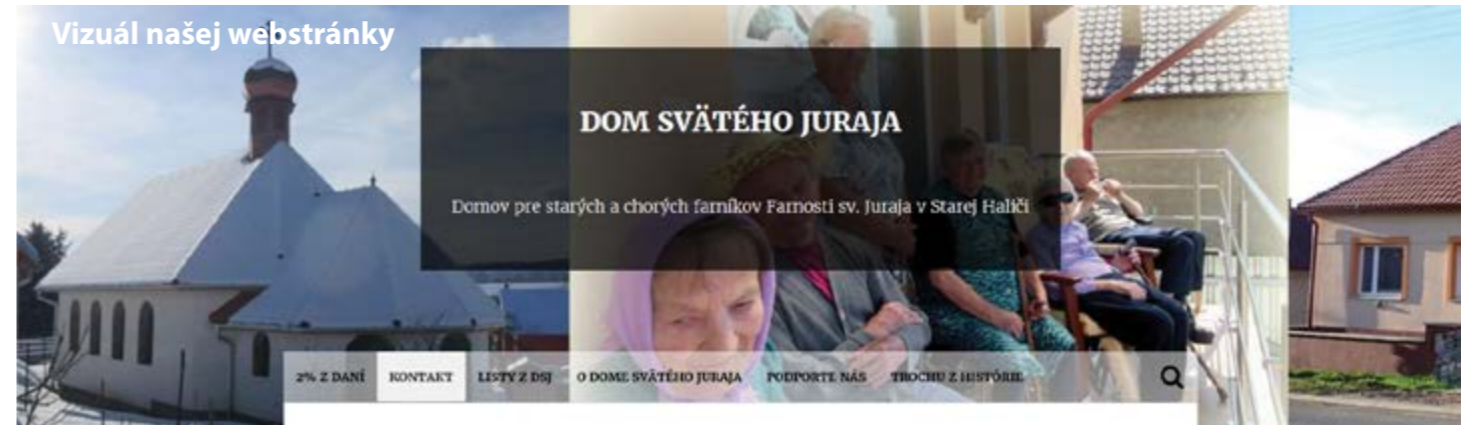 Vizuál našej webstránky
DOM SVÄTÉHO JURAJA
Domov pre starých a chorých farníkov Farnosti sv. Juraja v Starej Haliči
2% Z DANÍ KONTAKT LISTY Z DSJ O DOME SVÄTÉHO JURAJA PODPORTE NÁS TROCHU Z HISTÓRIE